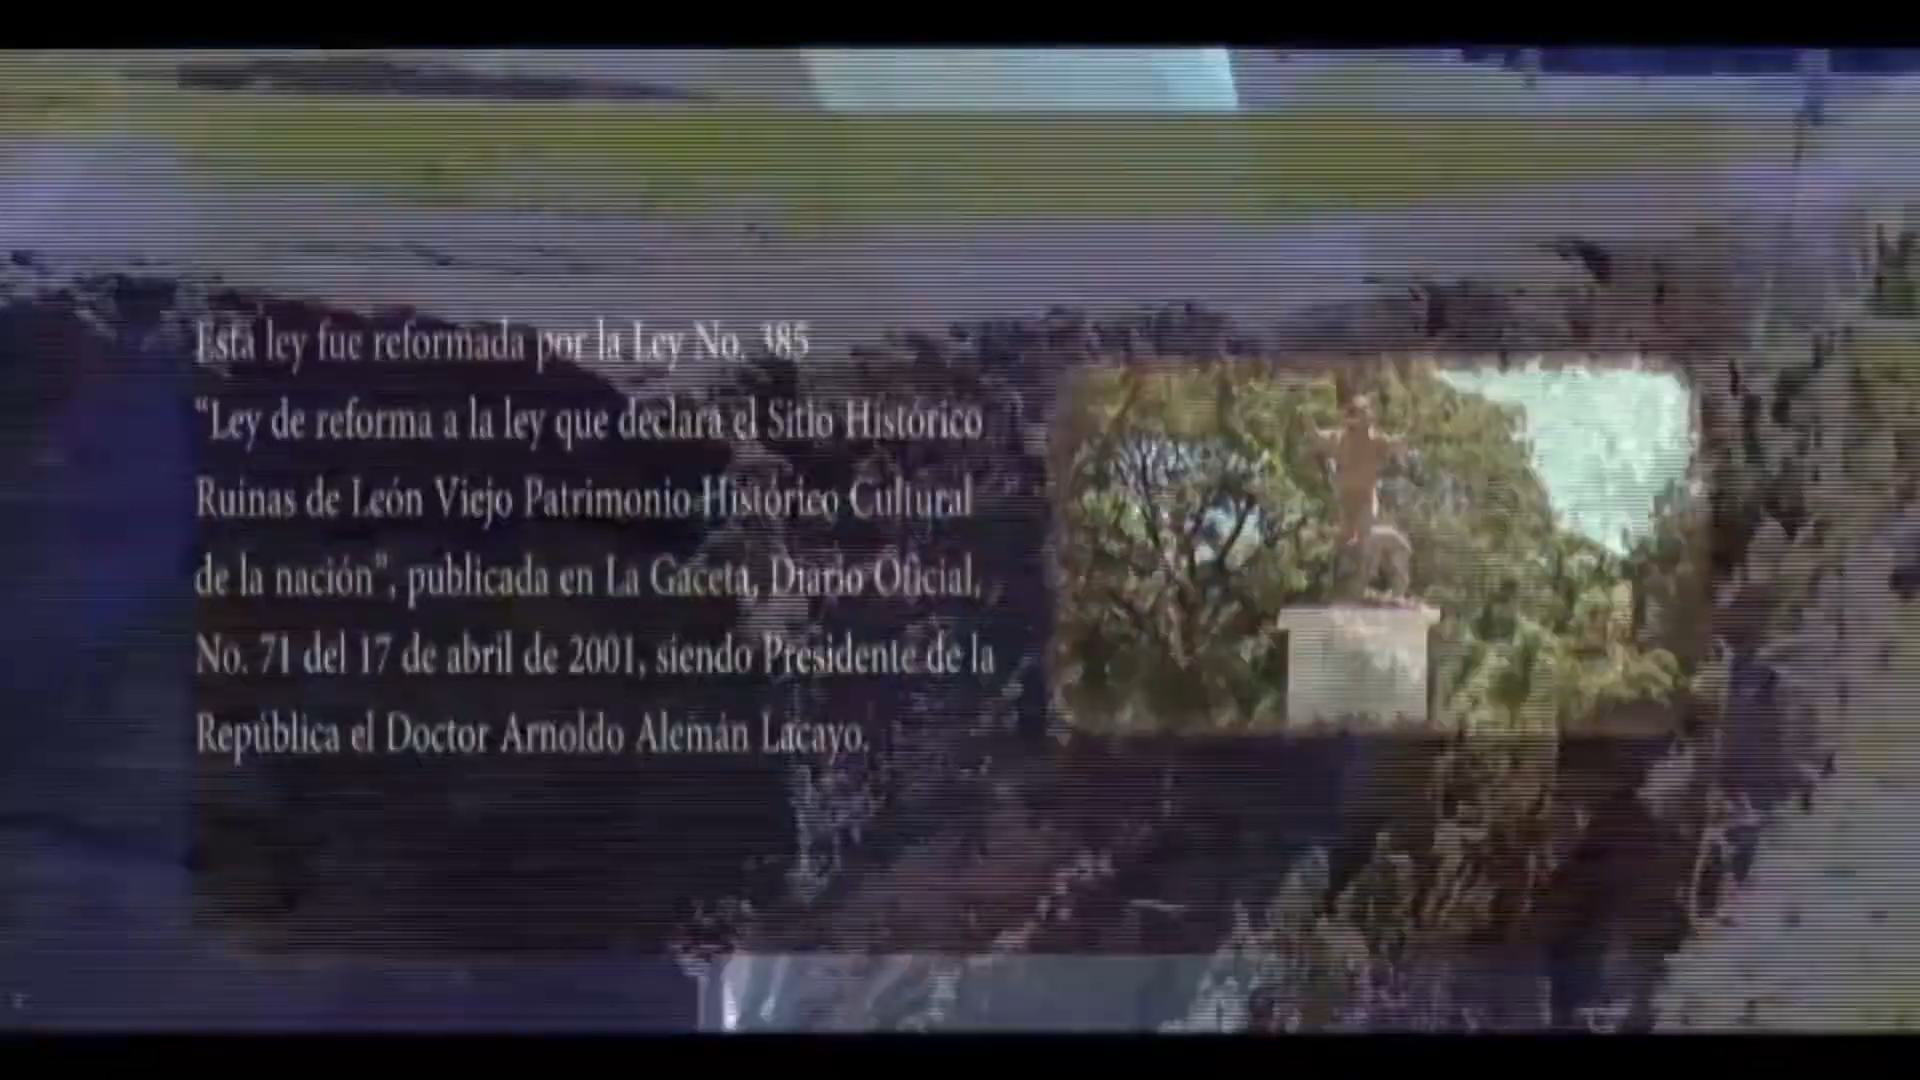 Esta ley fue reformada por la Ley No. 385
“Ley de reforma a la ley que declara el Sitio Histórico
Ruinas de León Viejo Patrimonio Histórico Cultural
de la nación”, publicada en La Gaceta, Diario Oficial,
No. 71 del 17 de abril de 2001, siendo Presidente de la
República el Doctor Arnoldo Alemán Lacayo.